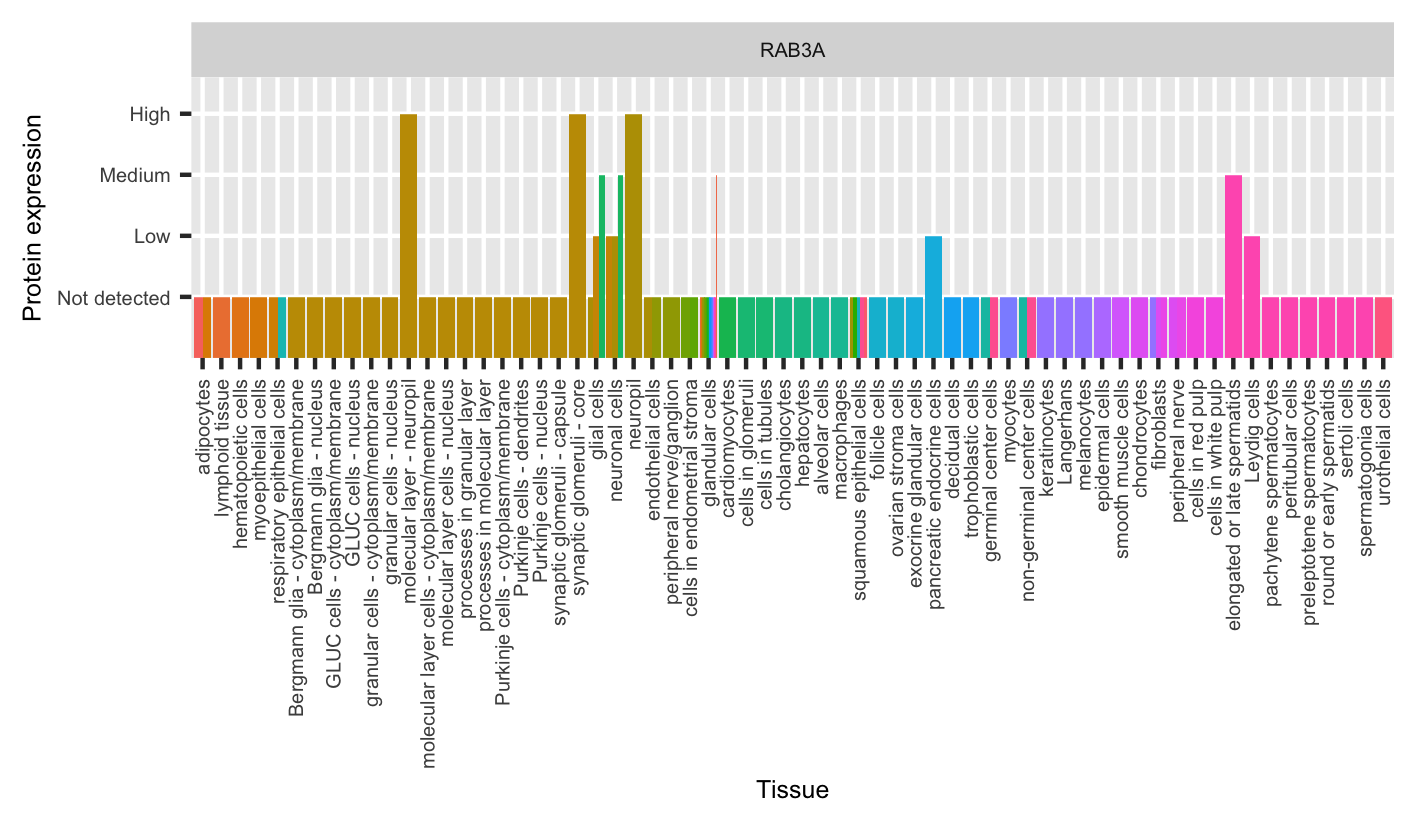 RAB3A
Protein expression
High
Medium
Low
Not detected
adipocytes
lymphoid tissue
hematopoietic cells
myoepithelial cells
respiratory epithelial cells
Bergmann glia - cytoplasm/membrane
Bergmann glia - nucleus
GLUC cells - cytoplasm/membrane
GLUC cells - nucleus
granular cells - cytoplasm/membrane
granular cells - nucleus
molecular layer - neuropil
molecular layer cells - cytoplasm/membrane
molecular layer cells - nucleus
processes in granular layer
processes in molecular layer
Purkinje cells - cytoplasm/membrane
Purkinje cells - dendrites
Purkinje cells - nucleus
synaptic glomeruli - capsule
synaptic glomeruli - core
glial cells
neuronal cells
neuropil
endothelial cells
peripheral nerve/ganglion
cells in endometrial stroma
glandular cells
cardiomyocytes
cells in glomeruli
cells in tubules
cholangiocytes
hepatocytes
alveolar cells
macrophages
squamous epithelial cells
follicle cells
ovarian stroma cells
exocrine glandular cells
pancreatic endocrine cells
decidual cells
trophoblastic cells
germinal center cells
myocytes
non-germinal center cells
keratinocytes
Langerhans
melanocytes
epidermal cells
smooth muscle cells
chondrocytes
fibroblasts
peripheral nerve
cells in red pulp
cells in white pulp
elongated or late spermatids
Leydig cells
pachytene spermatocytes
peritubular cells
preleptotene spermatocytes
round or early spermatids
sertoli cells
spermatogonia cells
urothelial cells
Tissue